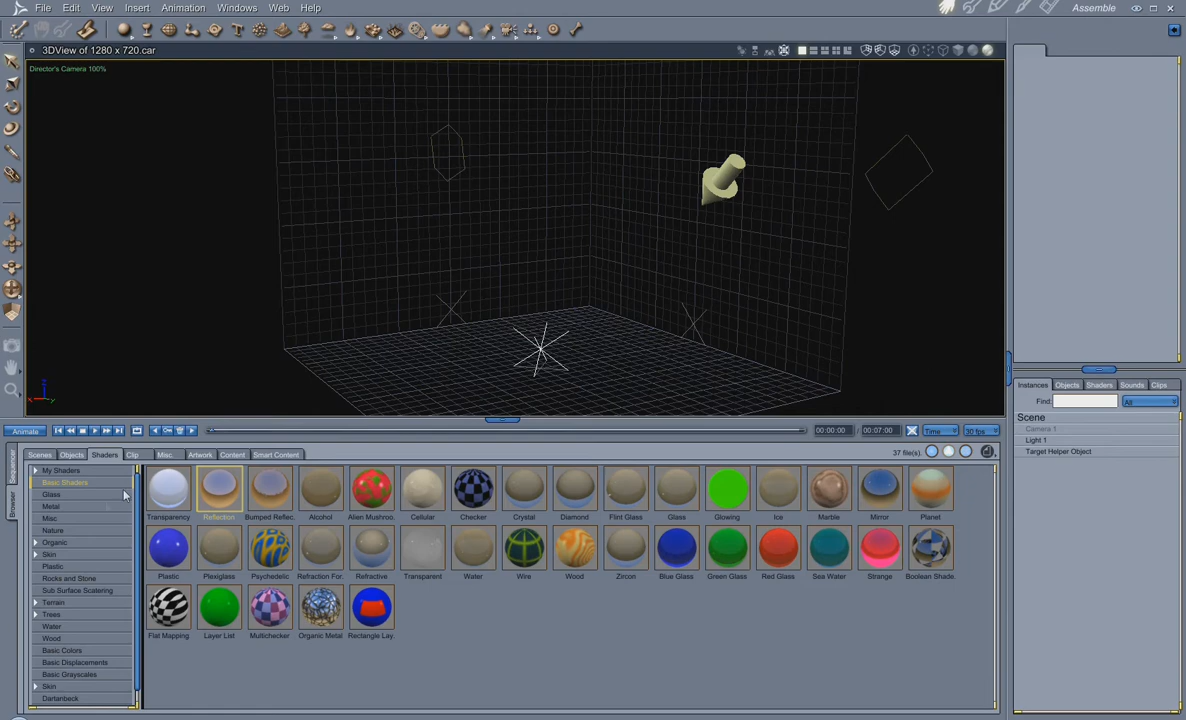 File Edit View Insert Animation Windows Web Help
Assemble
3DView of 1280 x 720.car
Director's Camera 100%
Instances Objects Shaders Sounds Clips
Find: All
Scene
Camera 1
Light 1
Target Helper Object
Animate 00:00:00 00:07:00 Time 30 fps
Scenes Objects Shaders Clip Misc. Artwork Content Smart Content 37 file(s).
Sequencer
Browser
My Shaders
Basic Shaders
Glass
Metal
Misc
Nature
Organic
Skin
Plastic
Rocks and Stone
Sub Surface Scatering
Terrain
Trees
Water
Wood
Basic Colors
Basic Displacements
Basic Grayscales
Skin
Dartanbeck
Transparency Reflection Bumped Reflec. Alcohol Alien Mushroo. Cellular Checker Crystal Diamond Flint Glass Glass Glowing Ice Marble Mirror Planet
Plastic Plexiglass Psychedelic Refraction For. Refractive Transparent Water Wire Wood Zircon Blue Glass Green Glass Red Glass Sea Water Strange Boolean Shade.
Flat Mapping. Layer List Multichecker Organic Metal Rectangle Lay.